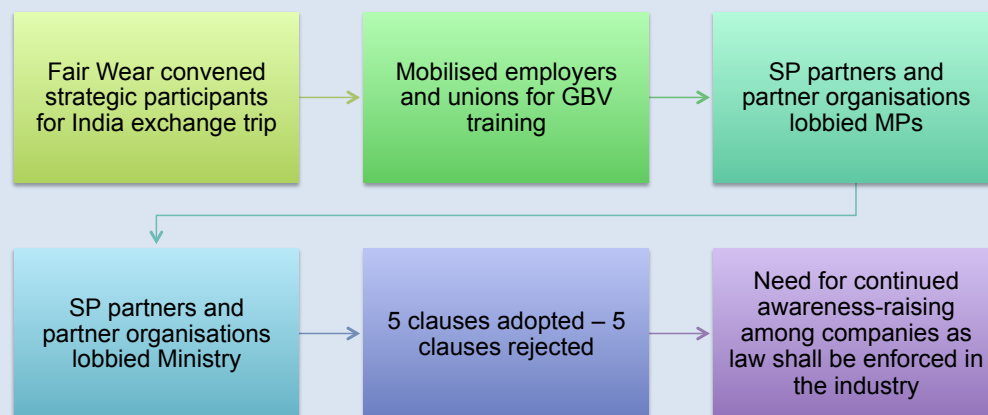 Fair Wear convened
strategic participants
for India exchange trip
Mobilised employers
and unions for GBV
training
SP partners and
partner organisations
lobbied MPs
SP partners and
partner organisations
lobbied Ministry
5 clauses adopted – 5
clauses rejected
Need for continued
awareness-raising
among companies as
law shall be enforced in
the industry